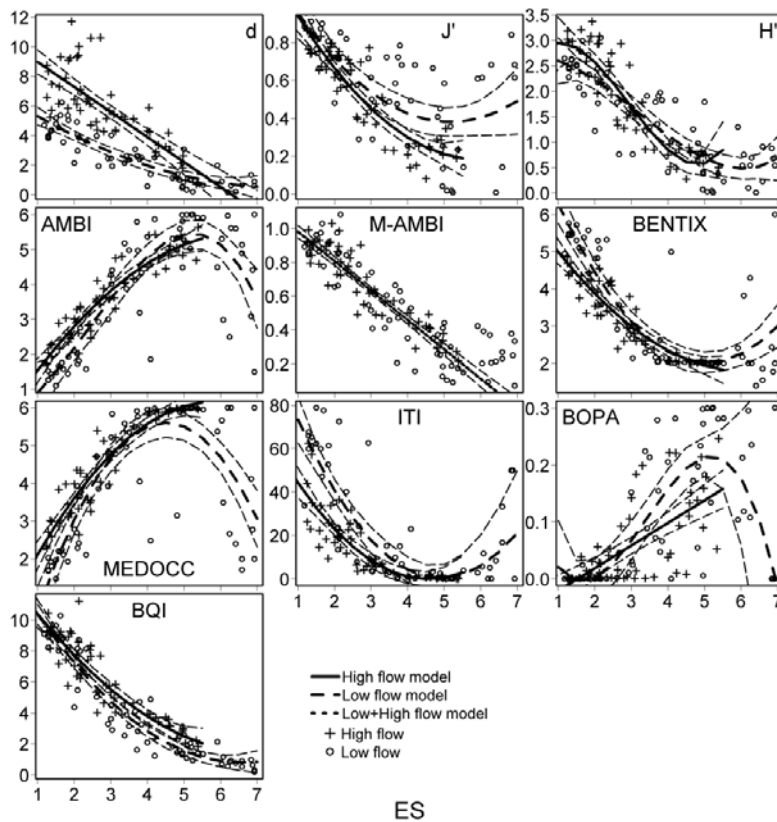 d J' H'
12 10 8 6 4 2 0
0.8 0.6 0.4 0.2 0.0
3.5 3.0 2.5 2.0 1.5 1.0 0.5 0.0
AMBI M-AMBI BENTIX
6 5 4 3 2 1
1.0 0.8 0.6 0.4 0.2
6 5 4 3 2 1
MEDOCC ITI BOPA
6 5 4 3 2
80 60 40 20 0
0.3 0.2 0.1 0.0
1 2 3 4 5 6 7
1 2 3 4 5 6 7
BQI
10 8 6 4 2 0
1 2 3 4 5 6 7
High flow model
Low flow model
Low+High flow model
High flow
Low flow
ES